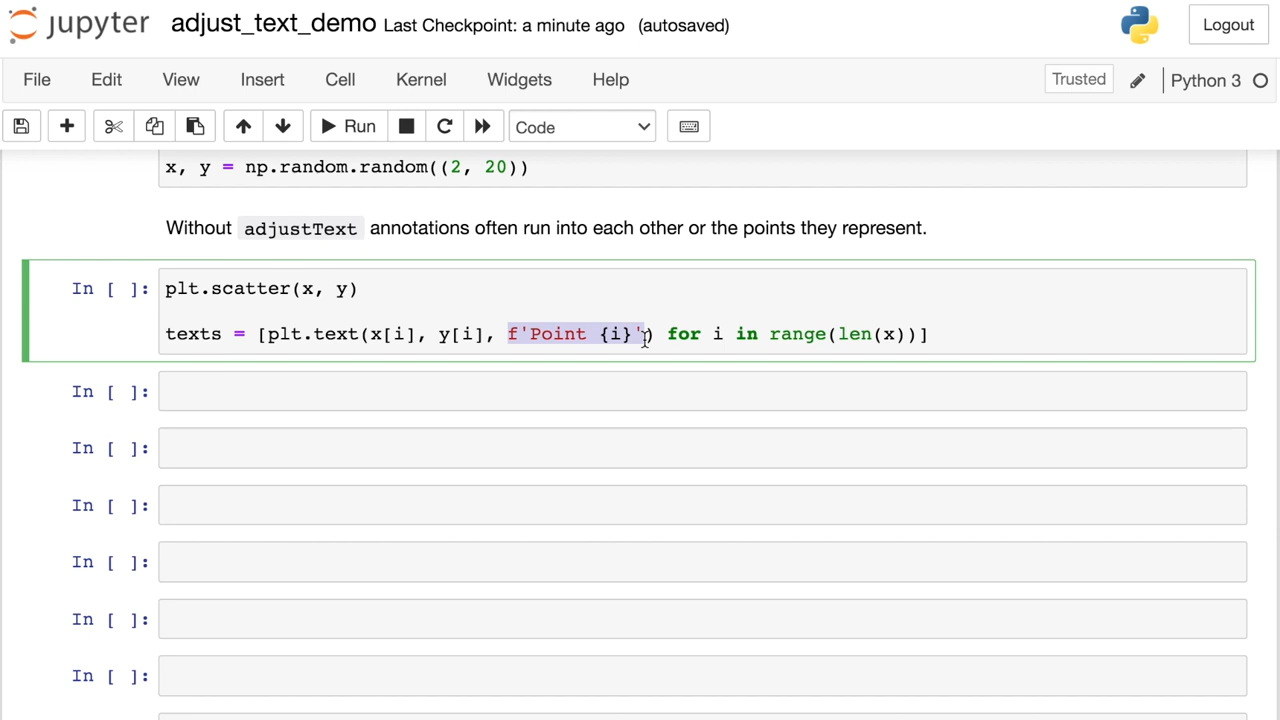 jupyter adjust_text_demo Last Checkpoint: a minute ago (autosaved) Logout
File Edit View Insert Cell Kernel Widgets Help Trusted Python 3
Run Code
x, y = np.random.random((2, 20))
Without adjustText annotations often run into each other or the points they represent.
In [ ]: plt.scatter(x, y)
texts = [plt.text(x[i], y[i], f'Point {i}') for i in range(len(x))]
In [ ]:
In [ ]:
In [ ]:
In [ ]:
In [ ]:
In [ ]: